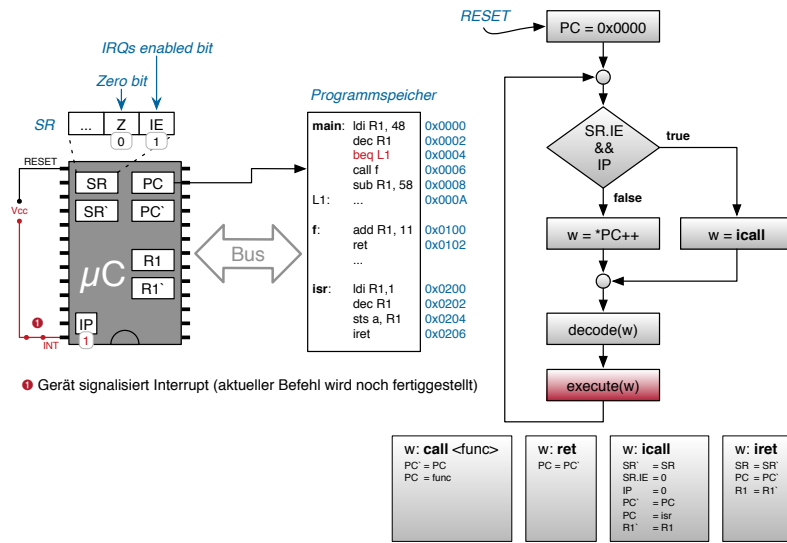 IRQs enabled bit
Zero bit
SR
... Z IE
0 1
RESET
SR PC
SR` PC`
Vcc
µC
R1
R1`
IP
1
❶
INT
Bus
Programmspeicher
main: ldi R1, 48 0x0000
dec R1 0x0002
beq L1 0x0004
call f 0x0006
sub R1, 58 0x0008
L1: ... 0x000A
f: add R1, 11 0x0100
ret 0x0102
...
isr: ldi R1,1 0x0200
dec R1 0x0202
sts a, R1 0x0204
iret 0x0206
❶ Gerät signalisiert Interrupt (aktueller Befehl wird noch fertiggestellt)
RESET
PC = 0x0000
SR.IE
&&
IP
true
false
w = *PC++
w = icall
decode(w)
execute(w)
w: call <func>
PC` = PC
PC = func
w: ret
PC = PC`
w: icall
SR` = SR
SR.IE = 0
IP = 0
PC` = PC
PC = isr
R1` = R1
w: iret
SR = SR`
PC = PC`
R1 = R1`